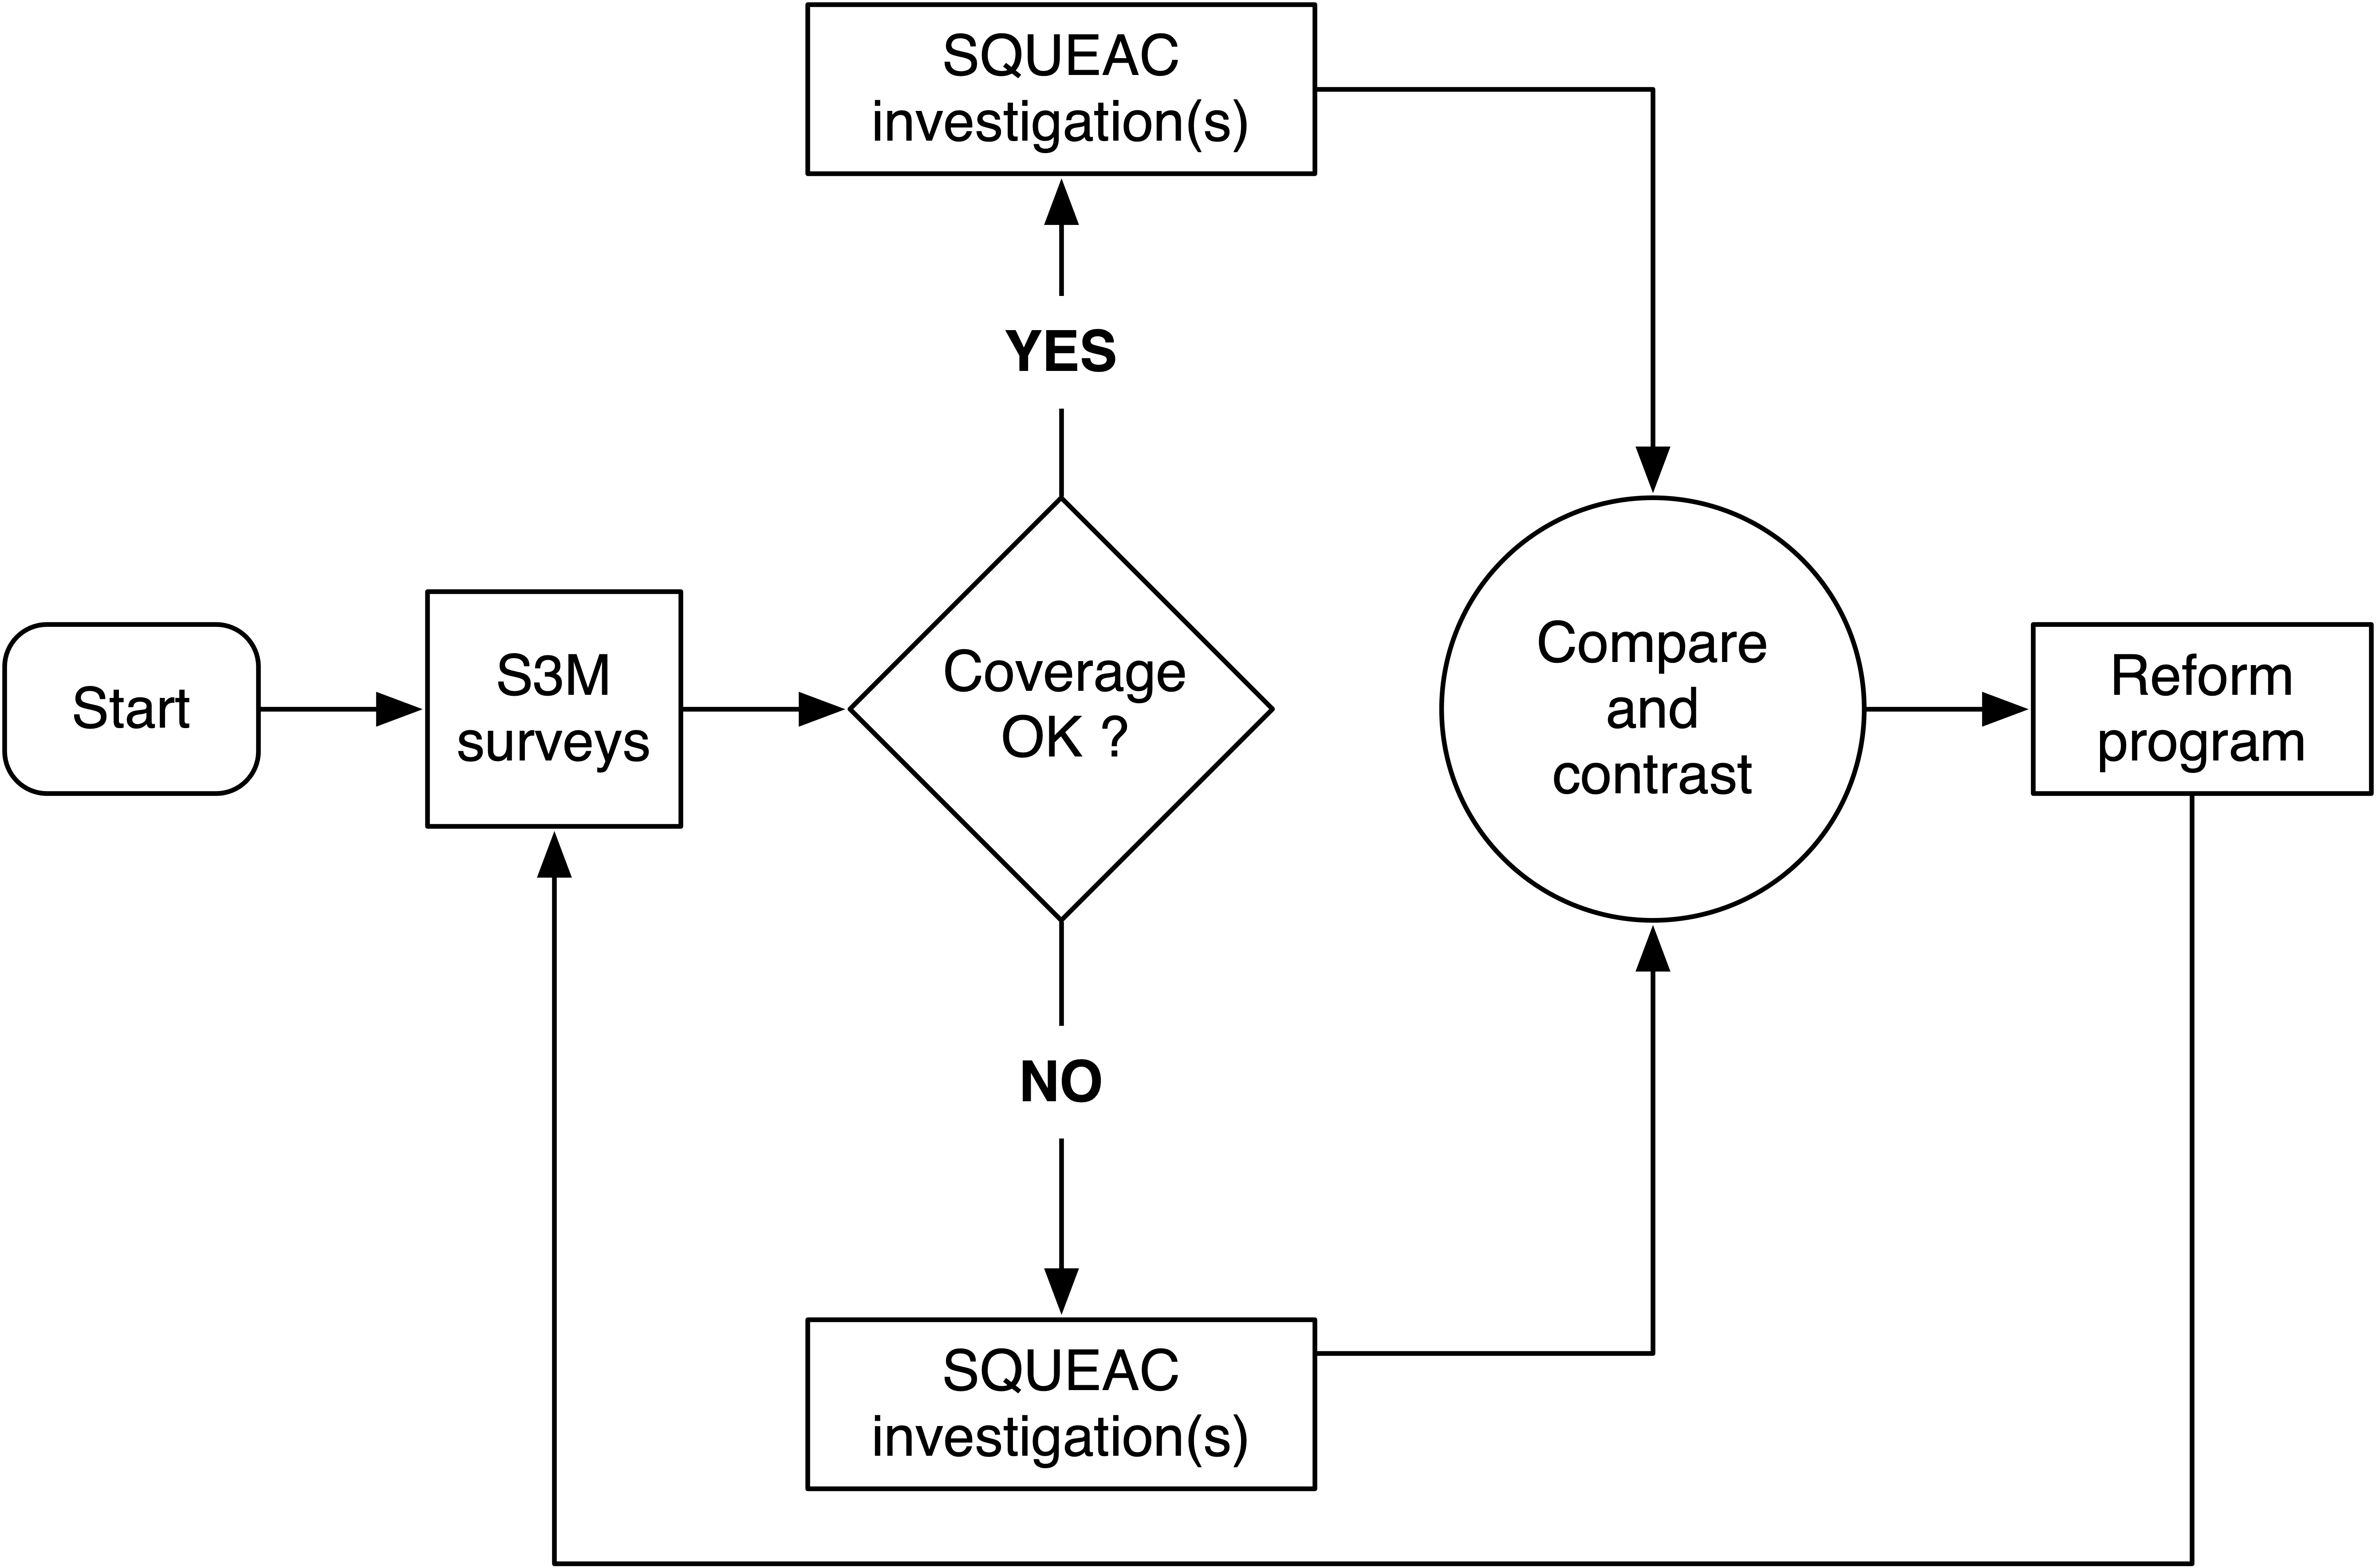 SQUEAC
investigation(s)
YES
Start
S3M
surveys
Coverage
OK ?
Compare
and
contrast
Reform
program
NO
SQUEAC
investigation(s)